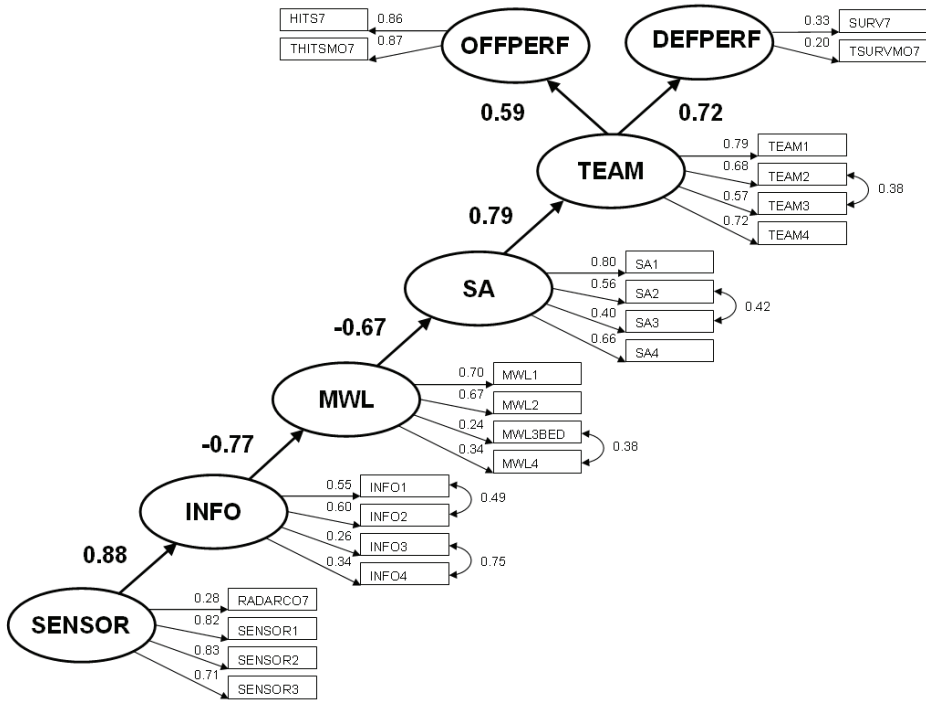 HITS7
0.86
THITSMO7
0.87
OFFPERF
DEFPERF
0.33
SURV7
0.20
TSURVMO7
0.59
0.72
TEAM
0.79
TEAM1
0.68
TEAM2
0.57
TEAM3
0.38
0.72
TEAM4
0.79
SA
0.80
SA1
0.56
SA2
0.40
SA3
0.42
0.66
SA4
-0.67
MWL
0.70
MWL1
0.67
MWL2
0.24
MWL3BED
0.38
0.34
MWL4
-0.77
INFO
0.55
INFO1
0.49
0.60
INFO2
0.26
INFO3
0.75
0.34
INFO4
0.88
SENSOR
0.28
RADARCO7
0.82
SENSOR1
0.83
SENSOR2
0.71
SENSOR3